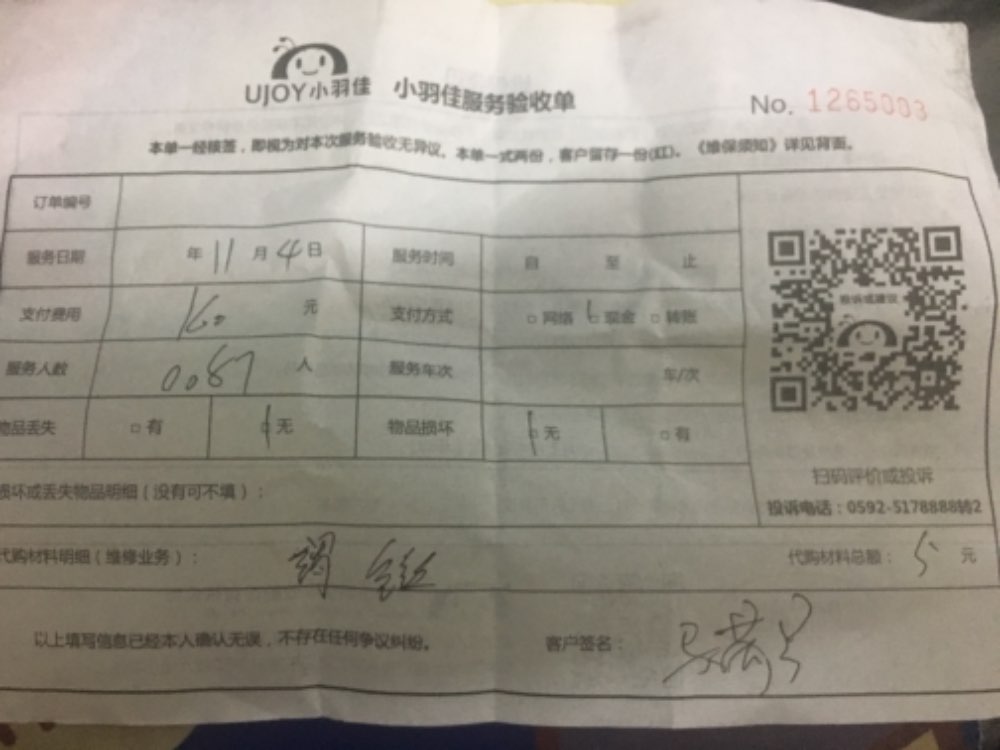 UJOY小羽佳 小羽佳服务验收单 No. 1265003
本单一经核签，即视为对本次服务验收无异议。本单一式两份，客户留存一份(红)。《维保须知》详见背面。
订单编号
服务日期 年 11 月 4 日 服务时间 自 至 止
支付费用 元 支付方式 □ 网络 □ 现金 □ 转账
服务人数 0087 人 服务车次 车/次
物品丢失 □ 有 □ 无 物品损坏 □ 无 □ 有
投诉或建议
扫码评价或投诉
投诉电话：0592-5178888转2
损坏或丢失物品明细（没有可不填）：
代购材料明细（维修业务）： 代购材料总额： 5 元
以上填写信息已经本人确认无误，不存在任何争议纠纷。 客户签名：